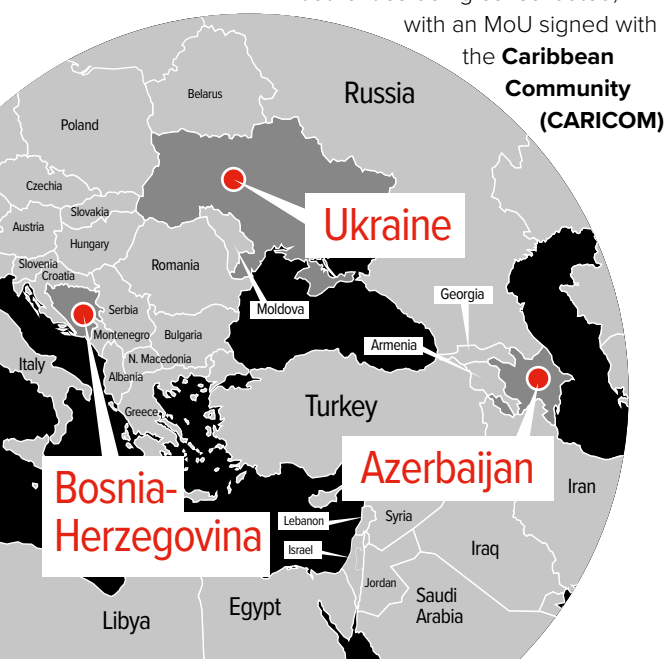 with an MoU signed with
the Caribbean
Community
(CARICOM)
Belarus
Russia
Poland
Czechia
Ukraine
Slovakia
Austria
Hungary
Slovenia
Romania
Croatia
Georgia
Serbia
Moldova
Montenegro
Bulgaria
Armenia
N. Macedonia
Italy
Albania
Turkey
Greece
Azerbaijan
Bosnia-
Herzegovina
Iran
Lebanon
Syria
Israel
Iraq
Jordan
Saudi
Arabia
Egypt
Libya